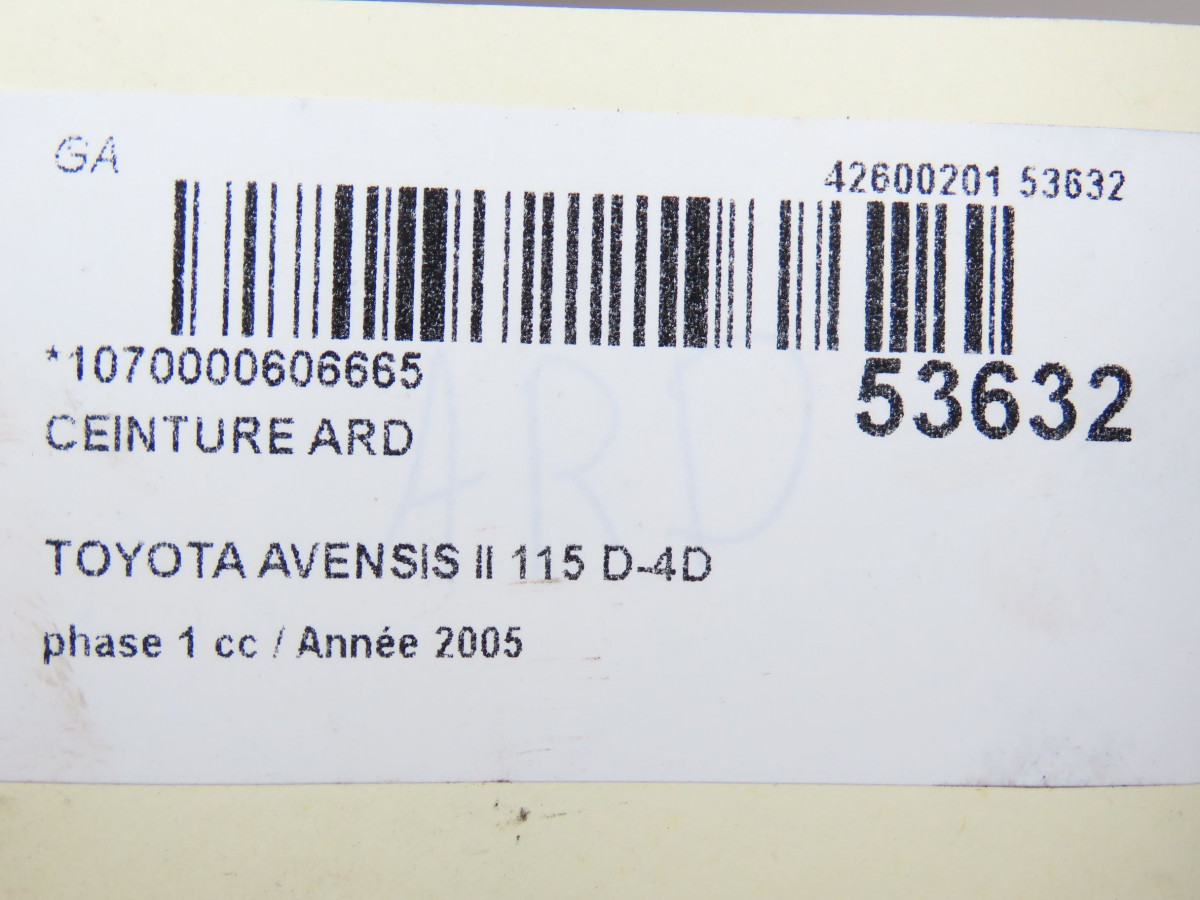 GA
42600201 53632
*1070000606665
53632
CEINTURE ARD
ARD
TOYOTA AVENSIS II 115 D-4D
phase 1 cc / Année 2005